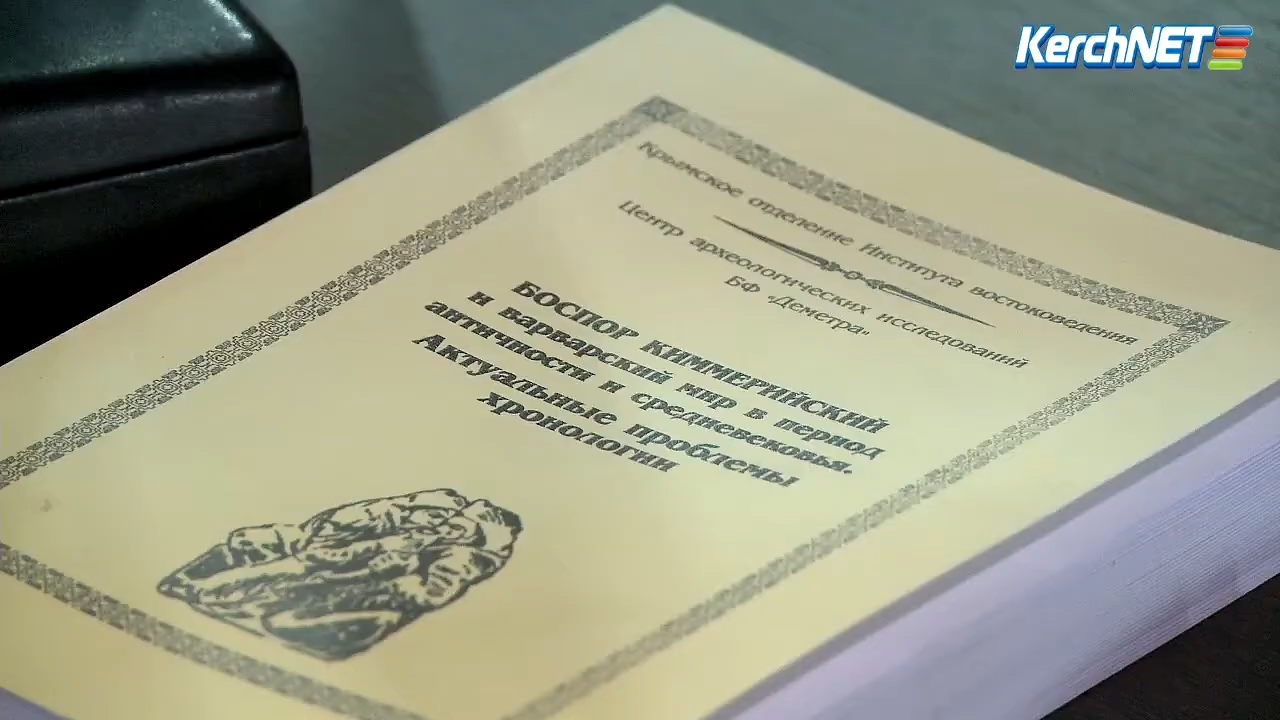 KerchNET
Крымское отделение Института востоковедения
Центр археологических исследований
БФ "Деметра"
БОСПОР КИММЕРИЙСКИЙ
и варварский мир в период
античности и средневековья.
Актуальные проблемы
хронологии